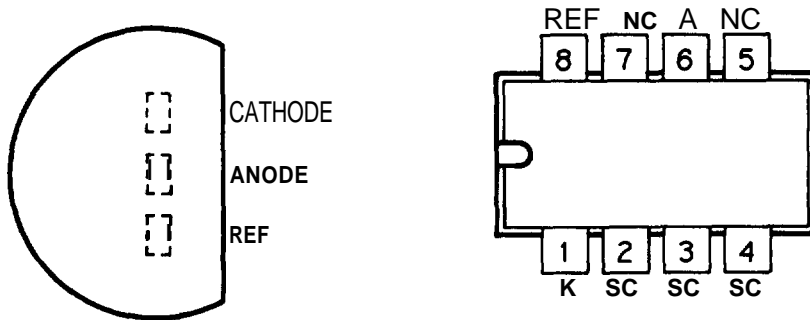 CATHODE
ANODE
REF
REF NC A NC
8 7 6 5
1 2 3 4
K SC SC SC